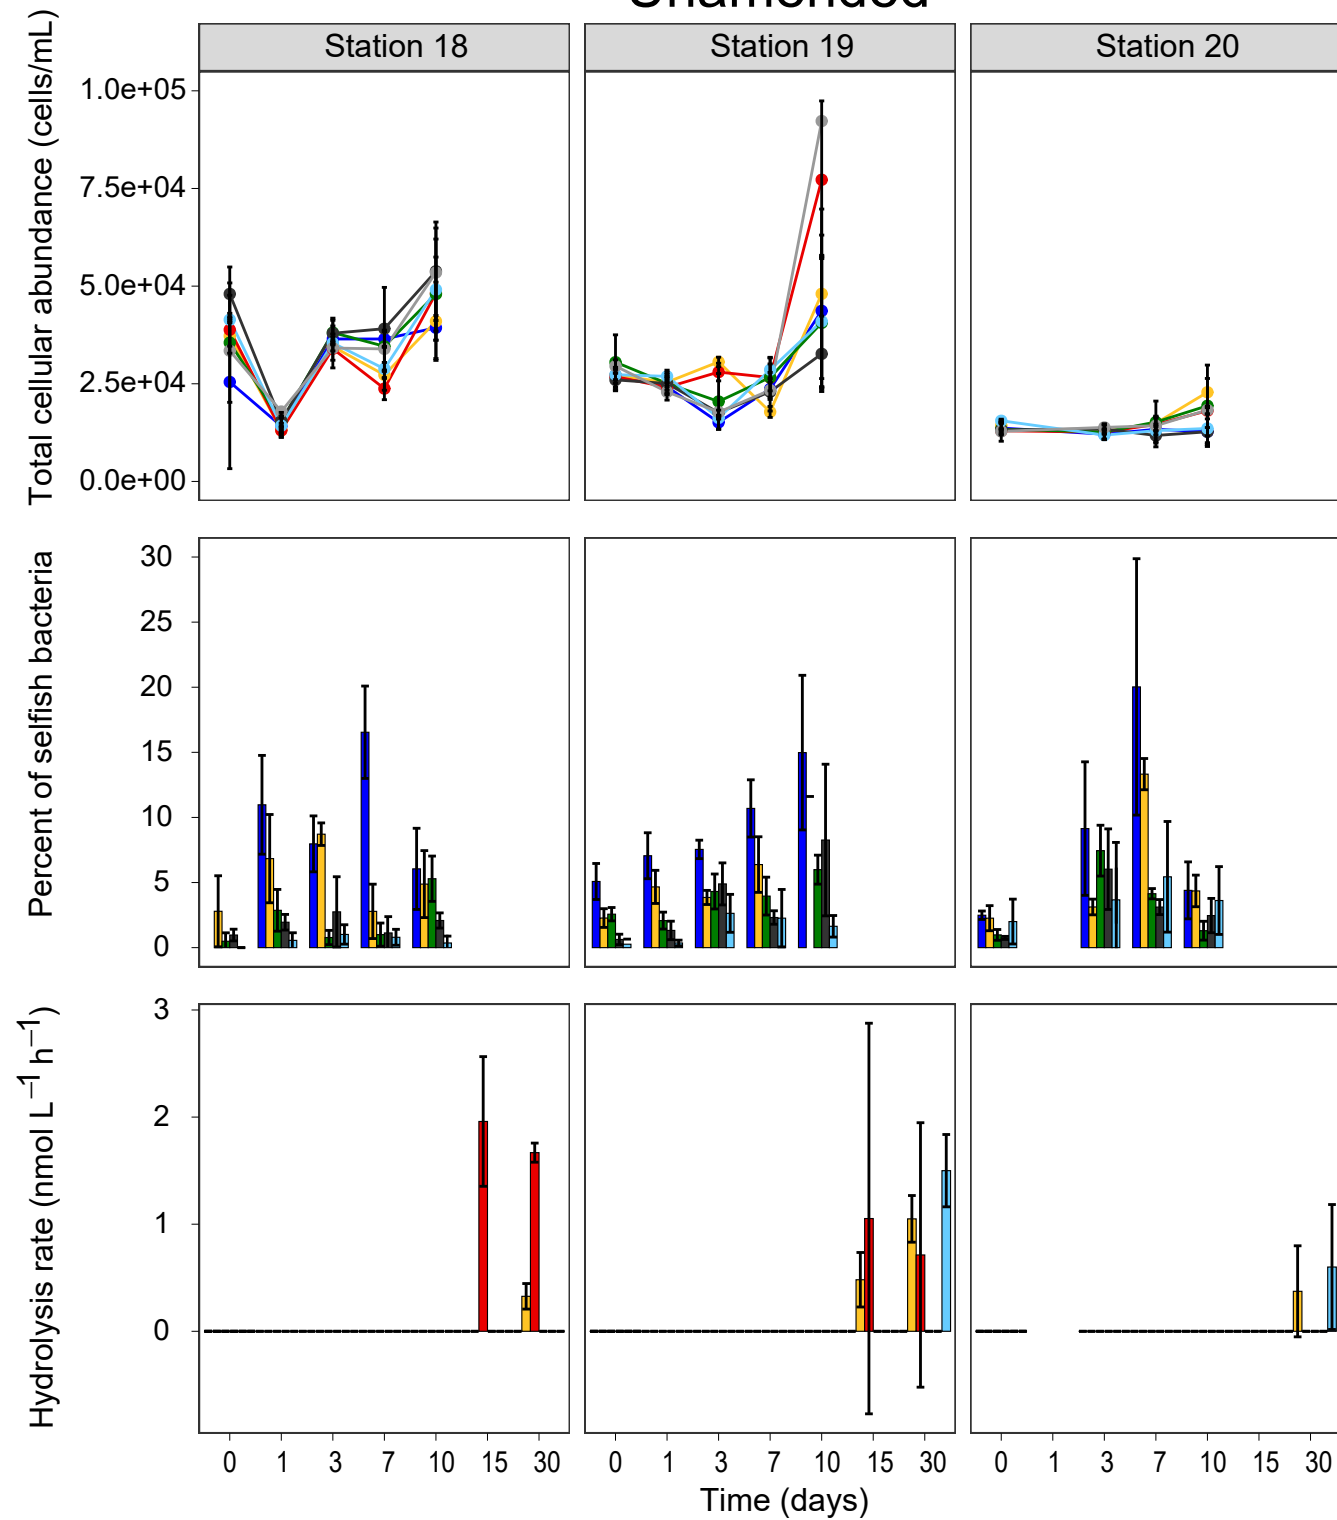 Unamended
Station 18
Station 19
Station 20
Total cellular abundance (cells/mL)
1.0e+05
7.5e+04
5.0e+04
2.5e+04
0.0e+00
Percent of selfish bacteria
30
25
20
15
10
5
0
Hydrolysis rate (nmol L⁻¹ h⁻¹)
3
2
1
0
0 1 3 7 10 15 30
0 1 3 7 10 15 30
0 1 3 7 10 15 30
Time (days)